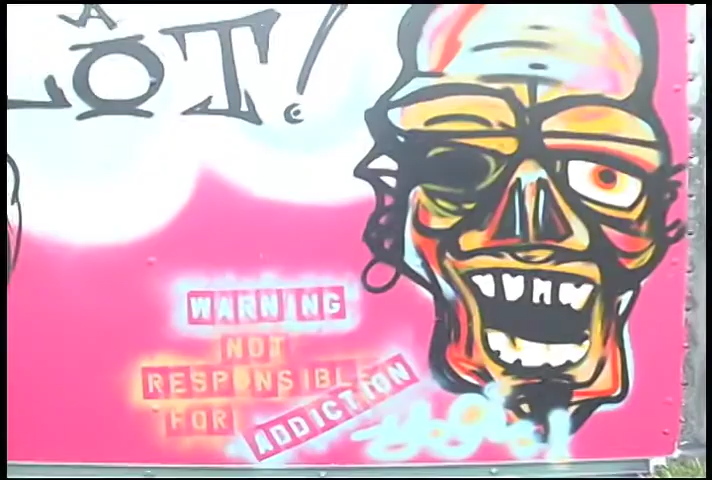 A
LOT!
WARNING
NOT
RESPONSIBLE
FOR
ADDICTION